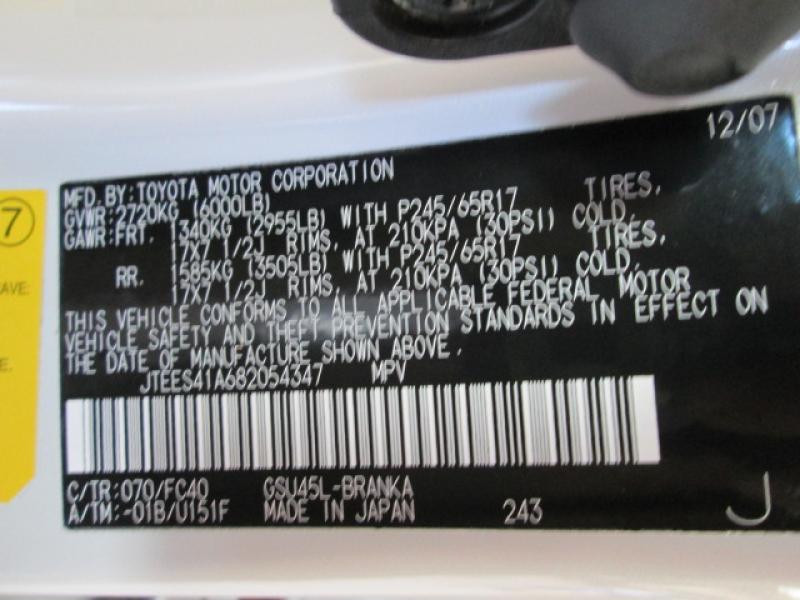 12/07
MFD. BY: TOYOTA MOTOR CORPORATION
GVWR: 2720KG (6000LB)
GAWR: FRT. 1340KG (2955LB) WITH P245/65R17 TIRES,
17X7 1/2J RIMS, AT 210KPA (30PSI) COLD.
RR. 1585KG (3505LB) WITH P245/65R17 TIRES,
17X7 1/2J RIMS, AT 210KPA (30PSI) COLD.
THIS VEHICLE CONFORMS TO ALL APPLICABLE FEDERAL MOTOR
VEHICLE SAFETY AND THEFT PREVENTION STANDARDS IN EFFECT ON
THE DATE OF MANUFACTURE SHOWN ABOVE.
JTEES41A682054347 MPV
C/TR: 070/FC40 GSU45L-BRANKA
A/TM: -01B/U151F MADE IN JAPAN 243
J
7
AVE:
E.